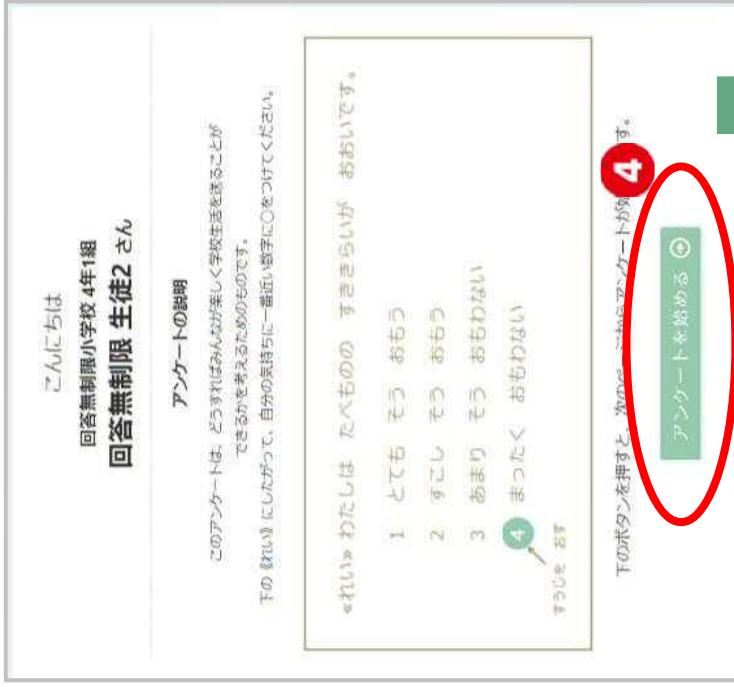 こんにちは
回答無制限小学校 4年1組
回答無制限 生徒2 さん
アンケートの説明
このアンケートは、どうすればみんなが楽しく学校生活を送ることが
できるかを考えるためのものです。
下の《れい》にしたがって、自分の気持ちに一番近い数字に○をつけてください。
≪れい≫ わたしは たべものの すききらいが おおいです。
1 とても そう おもう
2 すこし そう おもう
3 あまり そう おもわない
4 まったく おもわない
すうじを おす
下のボタンを押すと、次の からアンケートが す。
4
アンケートを始める